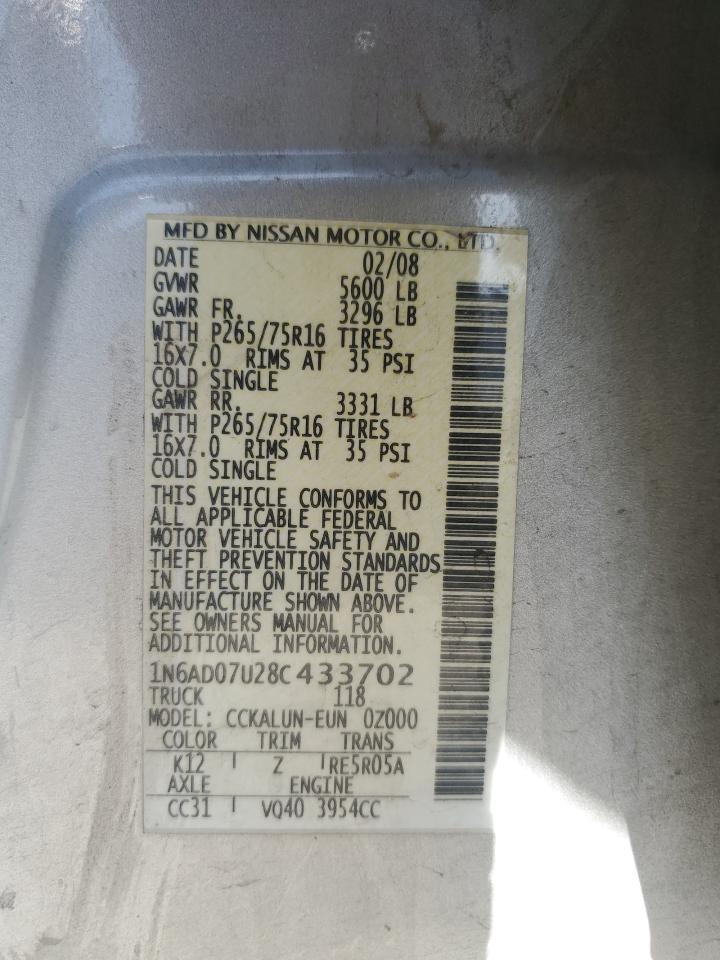 MFD BY NISSAN MOTOR CO., LTD.
DATE 02/08
GVWR 5600 LB
GAWR FR. 3296 LB
WITH P265/75R16 TIRES
16X7.0 RIMS AT 35 PSI
COLD SINGLE
GAWR RR. 3331 LB
WITH P265/75R16 TIRES
16X7.0 RIMS AT 35 PSI
COLD SINGLE
THIS VEHICLE CONFORMS TO
ALL APPLICABLE FEDERAL
MOTOR VEHICLE SAFETY AND
THEFT PREVENTION STANDARDS
IN EFFECT ON THE DATE OF
MANUFACTURE SHOWN ABOVE.
SEE OWNERS MANUAL FOR
ADDITIONAL INFORMATION.
1N6AD07U28C433702
TRUCK 118
MODEL: CCKALUN-EUN 0Z000
COLOR TRIM TRANS
K12 Z RE5R05A
AXLE ENGINE
CC31 VQ40 3954CC